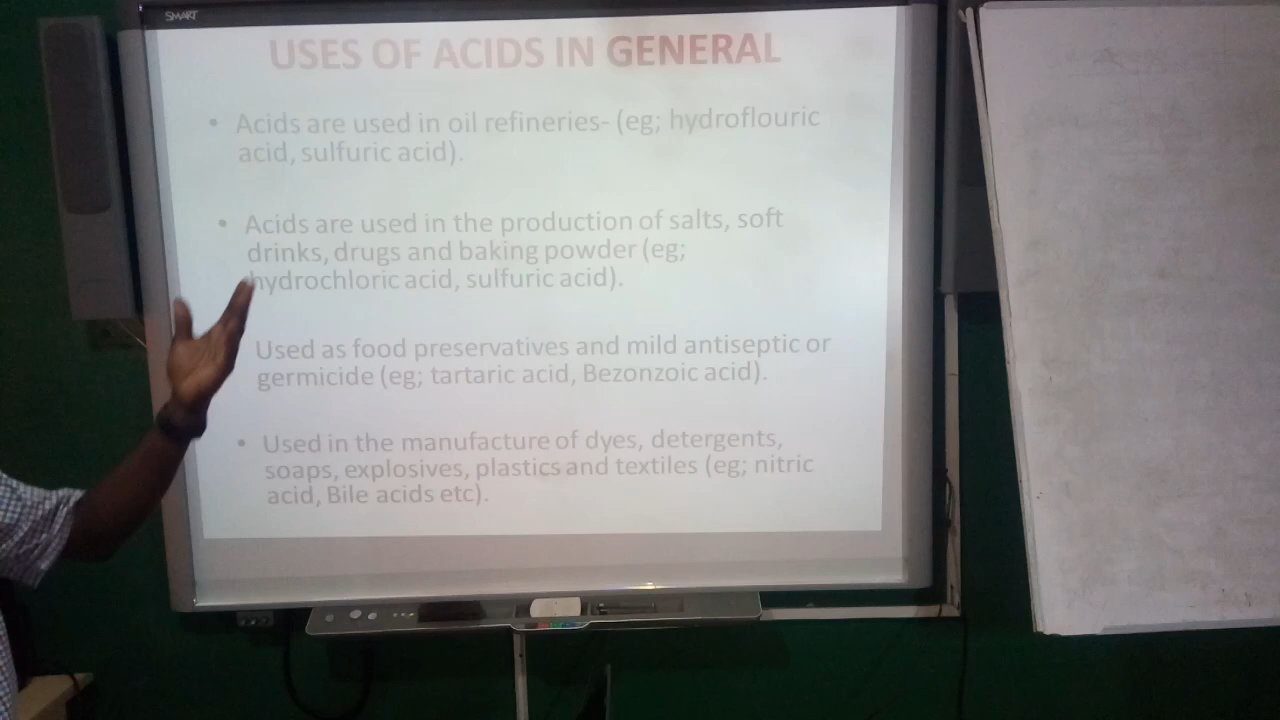 SMART
USES OF ACIDS IN GENERAL
• Acids are used in oil refineries- (eg; hydroflouric
acid, sulfuric acid).
• Acids are used in the production of salts, soft
drinks, drugs and baking powder (eg;
hydrochloric acid, sulfuric acid).
Used as food preservatives and mild antiseptic or
germicide (eg; tartaric acid, Bezonzoic acid).
• Used in the manufacture of dyes, detergents,
soaps, explosives, plastics and textiles (eg; nitric
acid, Bile acids etc).